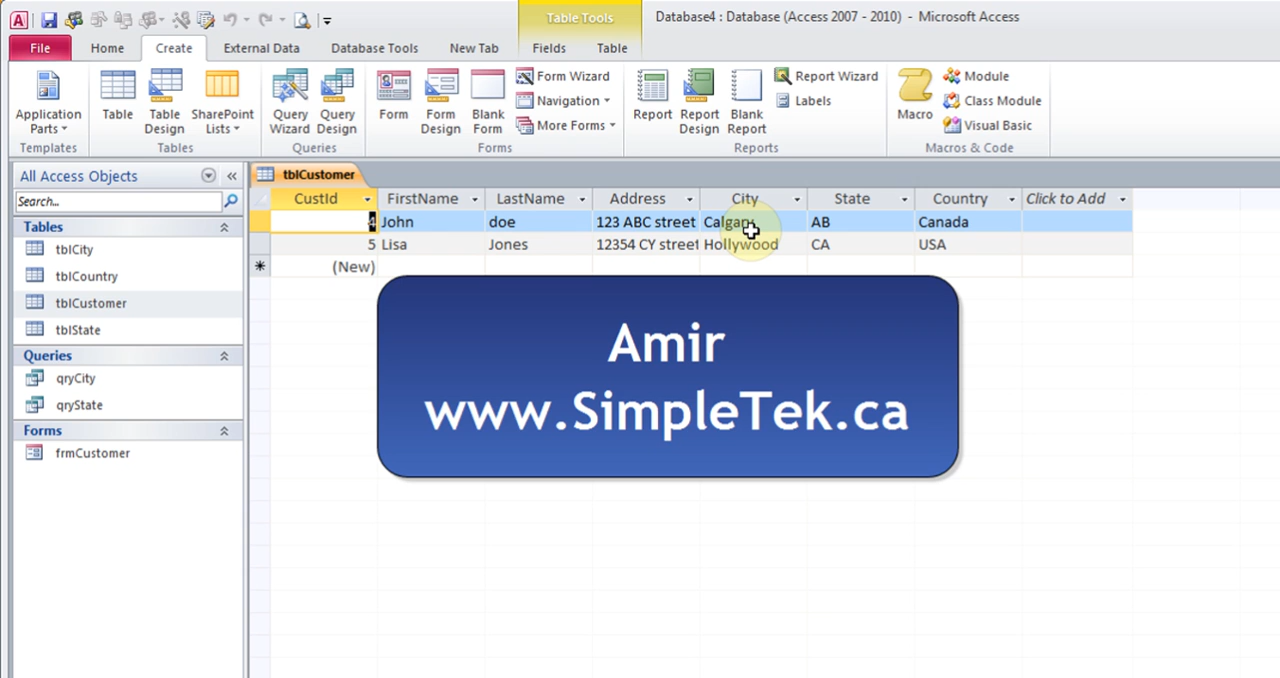 Database4 : Database (Access 2007 - 2010) - Microsoft Access
Table Tools
File Home Create External Data Database Tools New Tab Fields Table
Application Parts
Table
Table Design
SharePoint Lists
Query Wizard
Query Design
Form
Form Design
Blank Form
Form Wizard
Navigation
More Forms
Report
Report Design
Blank Report
Report Wizard
Labels
Macro
Module
Class Module
Visual Basic
Templates Tables Queries Forms Reports Macros & Code
All Access Objects
Search...
Tables
tblCity
tblCountry
tblCustomer
tblState
Queries
qryCity
qryState
Forms
frmCustomer
tblCustomer
CustId FirstName LastName Address City State Country Click to Add
4 John doe 123 ABC street Calgary AB Canada
5 Lisa Jones 12354 CY street Hollywood CA USA
(New)
Amir
www.SimpleTek.ca